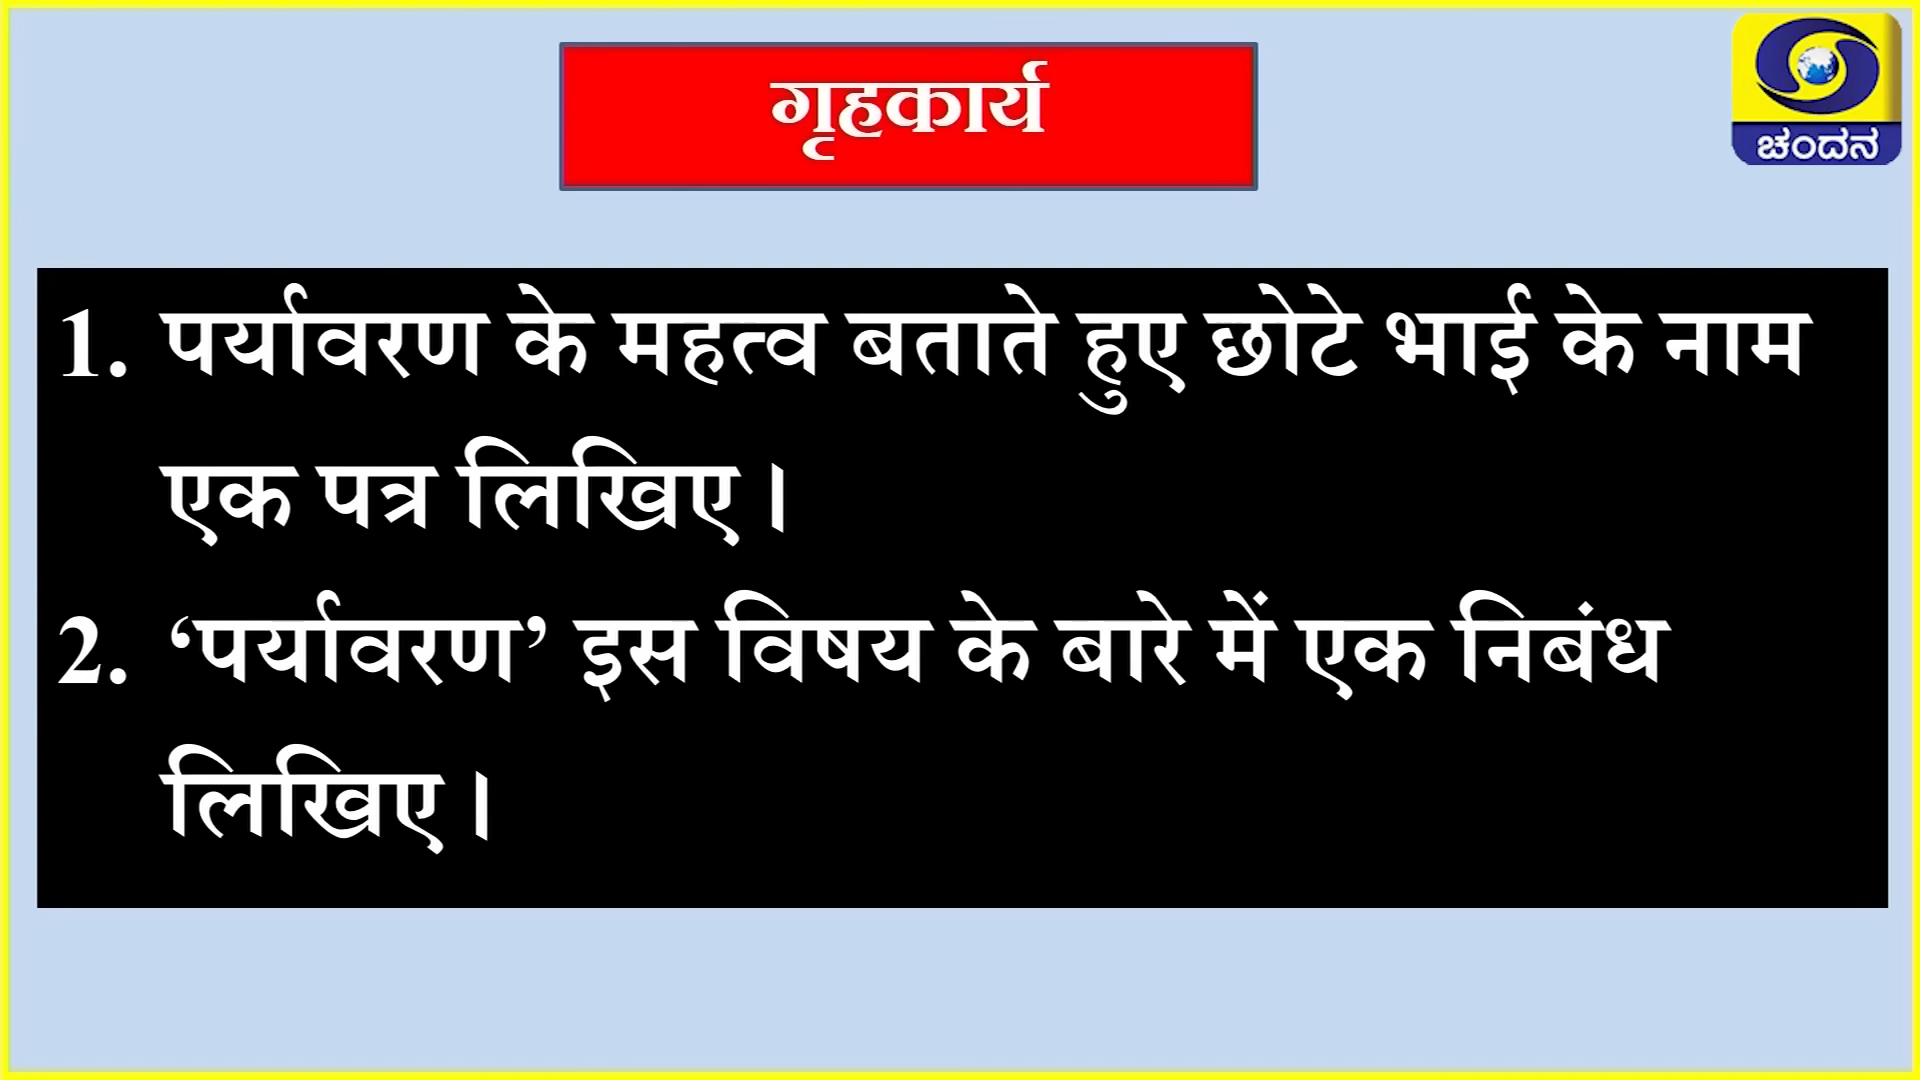 गृहकार्य
ಚಂದನ
1. पर्यावरण के महत्व बताते हुए छोटे भाई के नाम
एक पत्र लिखिए।
2. ‘पर्यावरण’ इस विषय के बारे में एक निबंध
लिखिए।